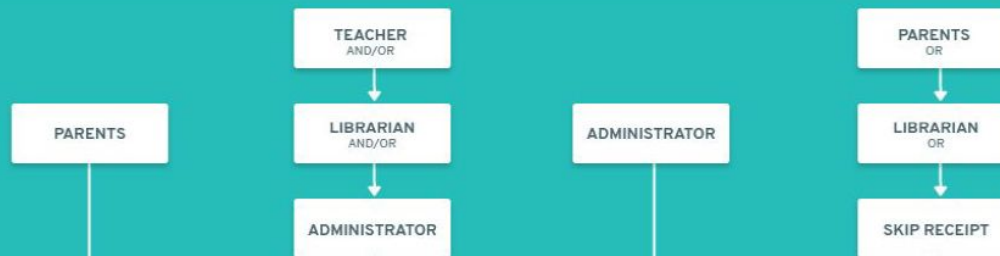 PARENTS
TEACHER
AND/OR
LIBRARIAN
AND/OR
ADMINISTRATOR
ADMINISTRATOR
PARENTS
OR
LIBRARIAN
OR
SKIP RECEIPT